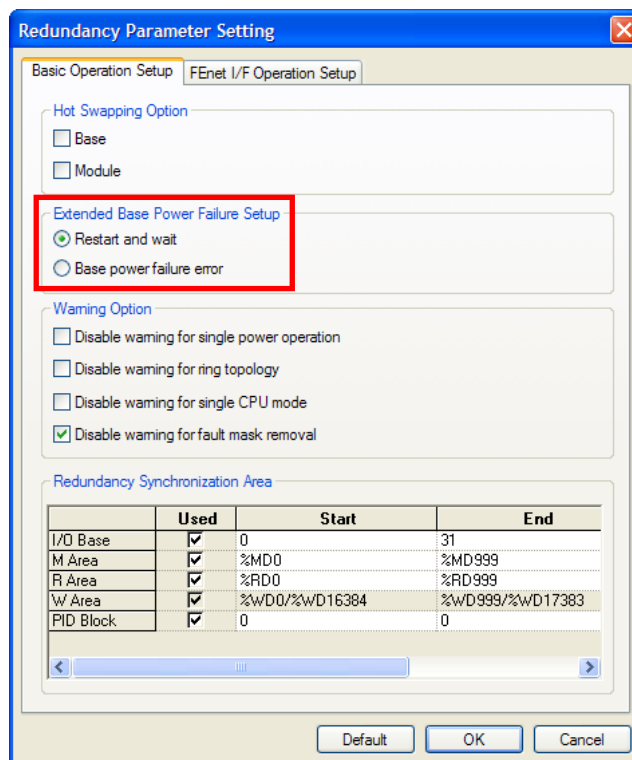 Redundancy Parameter Setting
Basic Operation Setup
FEnet I/F Operation Setup
Hot Swapping Option
Base
Module
Extended Base Power Failure Setup
Restart and wait
Base power failure error
Warning Option
Disable warning for single power operation
Disable warning for ring topology
Disable warning for single CPU mode
Disable warning for fault mask removal
Redundancy Synchronization Area
Used Start End
I/O Base 0 31
M Area %MD0 %MD999
R Area %RD0 %RD999
W Area %WD0/%WD16384 %WD999/%WD17383
PID Block 0 0
Default OK Cancel